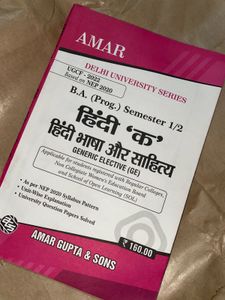 AMAR
DELHI UNIVERSITY SERIES
UGCF - 2022
Based on NEP 2020
B.A. (Prog.) Semester 1/2
हिंदी ‘क’
हिंदी भाषा और साहित्य
GENERIC ELECTIVE (GE)
Applicable for students registered with Regular Colleges,
Non Collegiate Women's Education Board
and School of Open Learning (SOL)
• As per NEP 2020 Syllabus Pattern
• Unit-Wise Explanation
• University Question Papers Solved
₹ 160.00
AMAR GUPTA & SONS